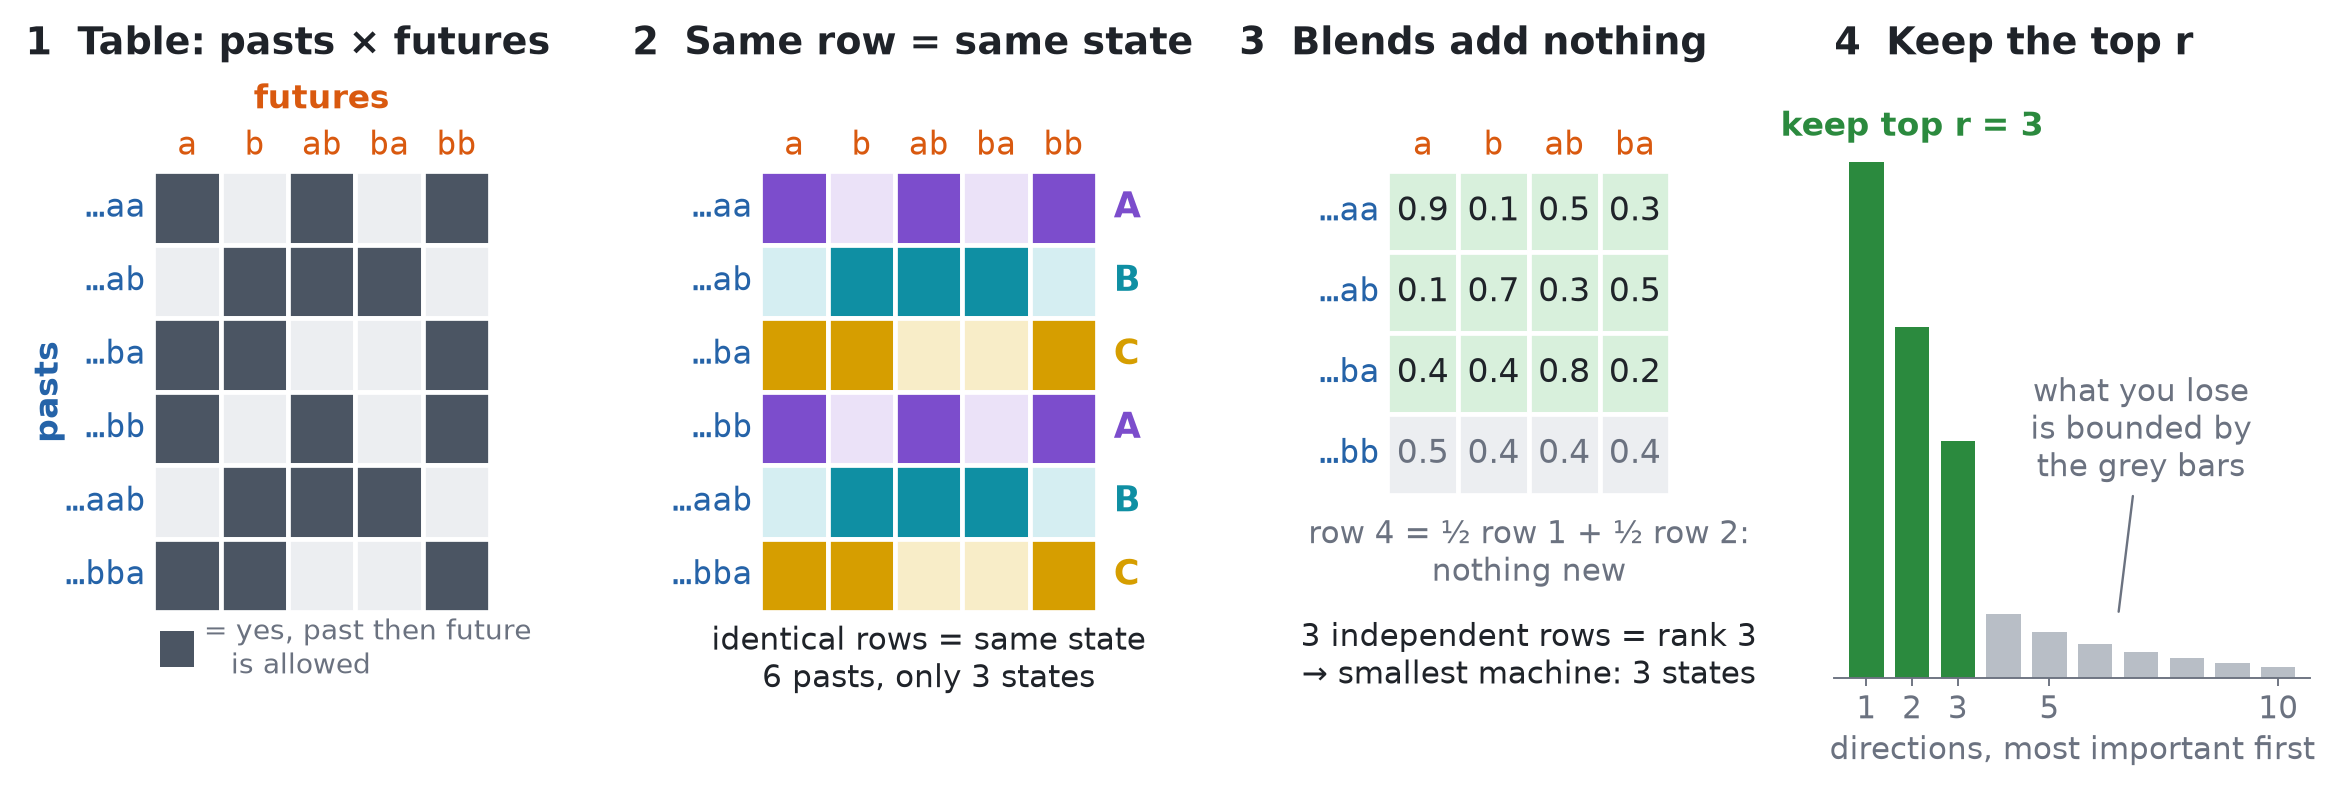 1 Table: pasts × futures
futures
a b ab ba bb
pasts
…aa
…ab
…ba
…bb
…aab
…bba
= yes, past then future
is allowed
2 Same row = same state
a b ab ba bb
…aa A
…ab B
…ba C
…bb A
…aab B
…bba C
identical rows = same state
6 pasts, only 3 states
3 Blends add nothing
a b ab ba
…aa 0.9 0.1 0.5 0.3
…ab 0.1 0.7 0.3 0.5
…ba 0.4 0.4 0.8 0.2
…bb 0.5 0.4 0.4 0.4
row 4 = ½ row 1 + ½ row 2:
nothing new
3 independent rows = rank 3
→ smallest machine: 3 states
4 Keep the top r
keep top r = 3
what you lose
is bounded by
the grey bars
1 2 3 5 10
directions, most important first